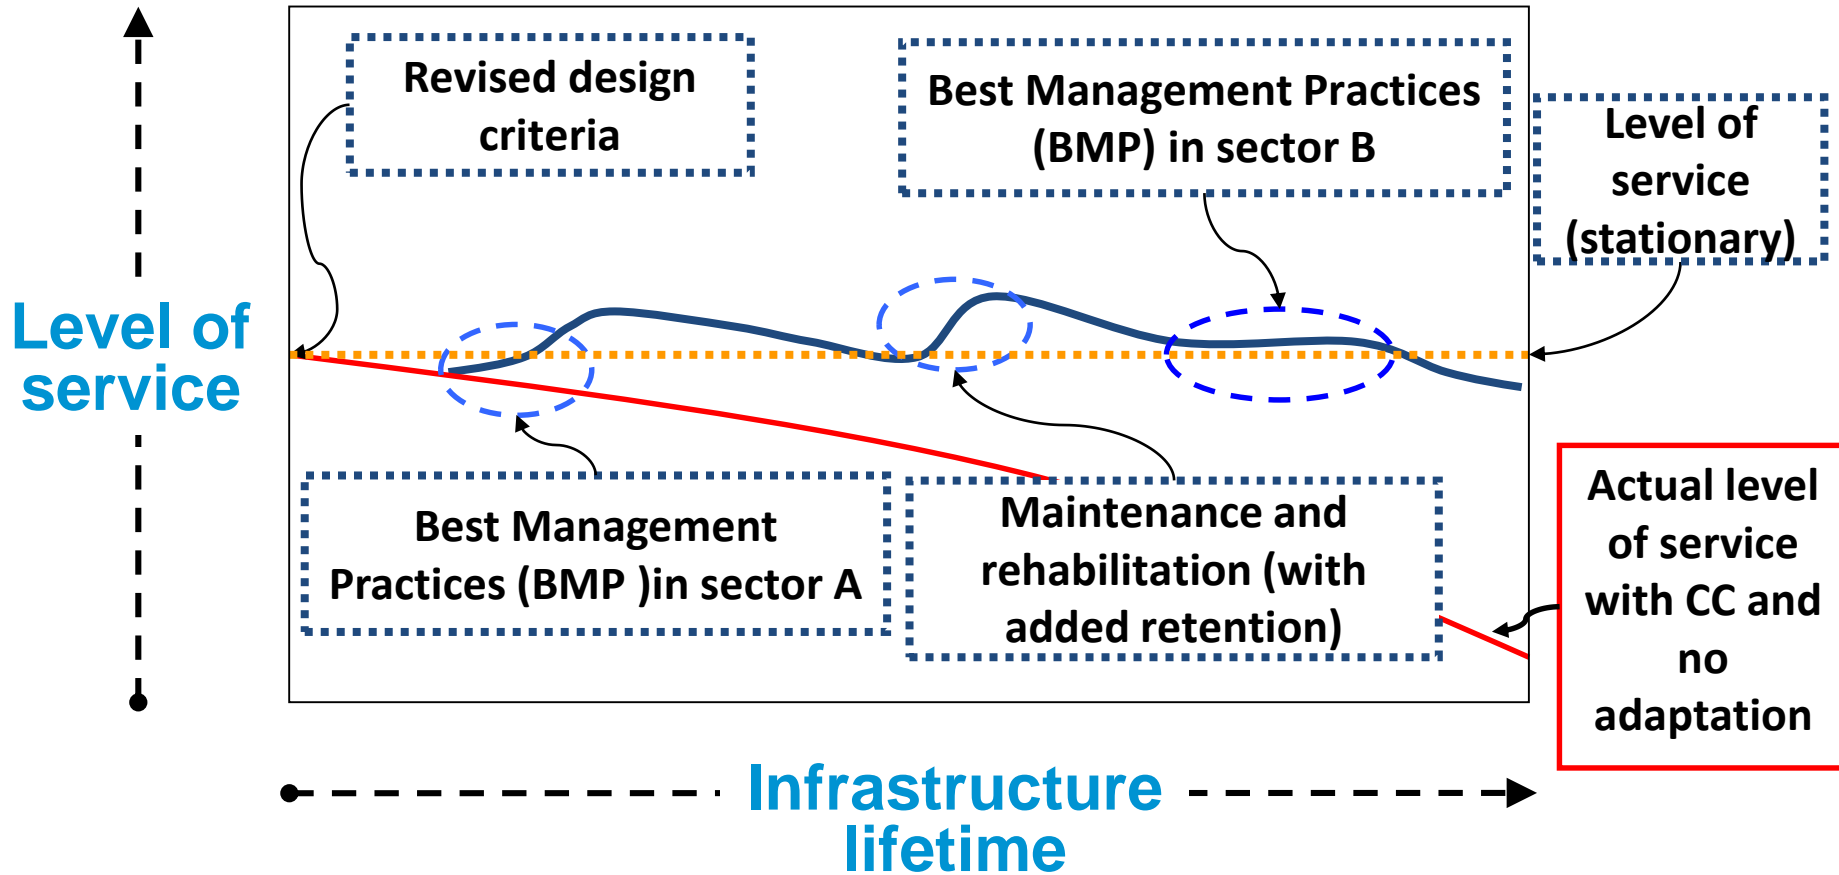 Revised design
criteria
Best Management Practices
(BMP) in sector B
Level of
service
(stationary)
Level of
service
Best Management
Practices (BMP )in sector A
Maintenance and
rehabilitation (with
added retention)
Actual level
of service
with CC and
no
adaptation
Infrastructure
lifetime